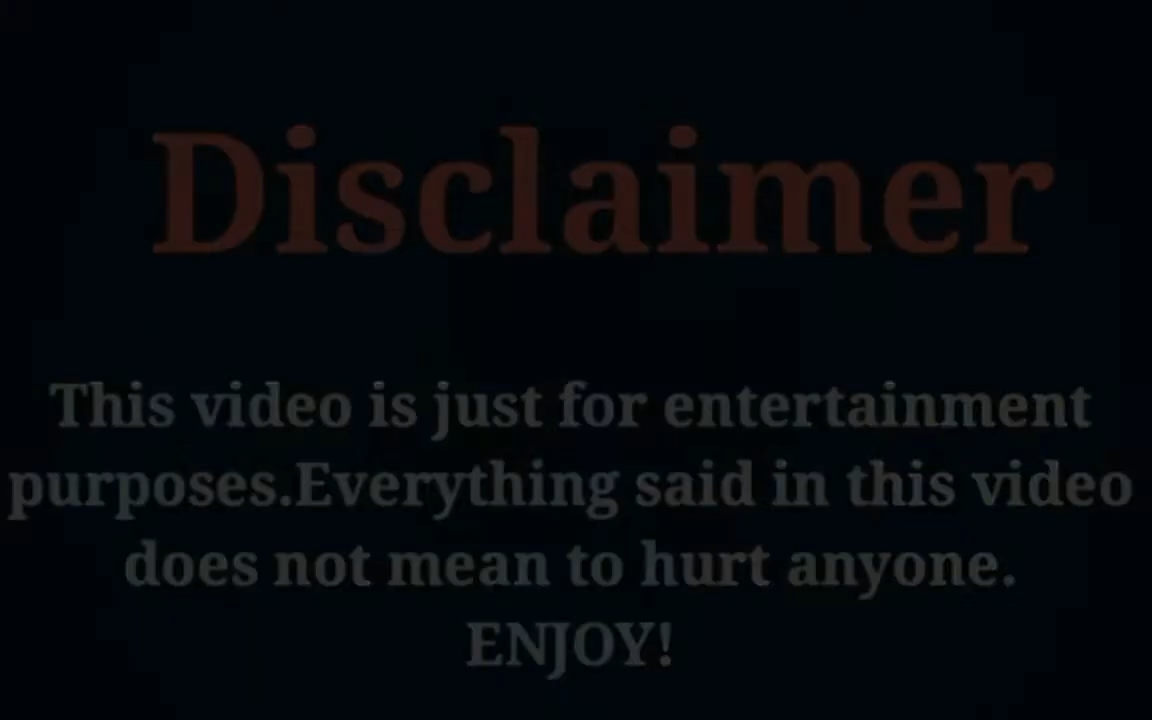 Disclaimer
This video is just for entertainment
purposes.Everything said in this video
does not mean to hurt anyone.
ENJOY!